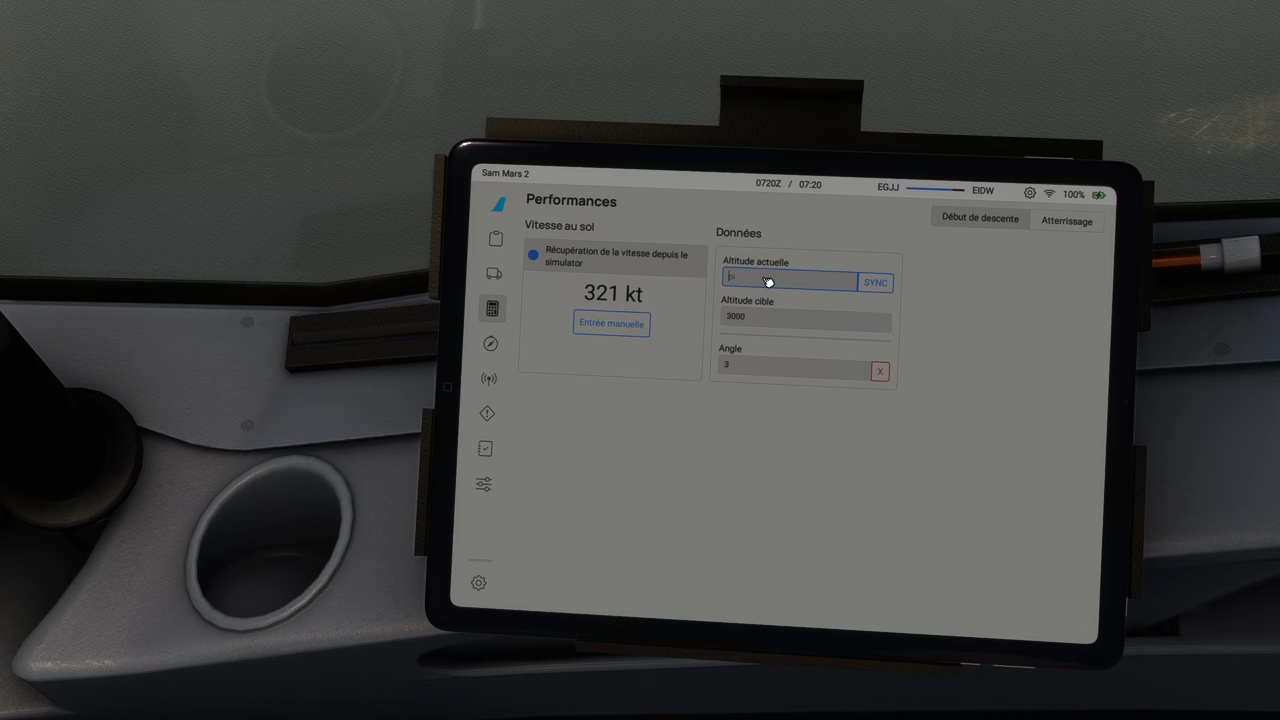 Sam Mars 2
0720Z / 07:20
EGJJ
EIDW
100%
Performances
Début de descente
Atterrissage
Vitesse au sol
Récupération de la vitesse depuis le
simulator
321 kt
Entrée manuelle
Données
Altitude actuelle
SYNC
Altitude cible
3000
Angle
3
X